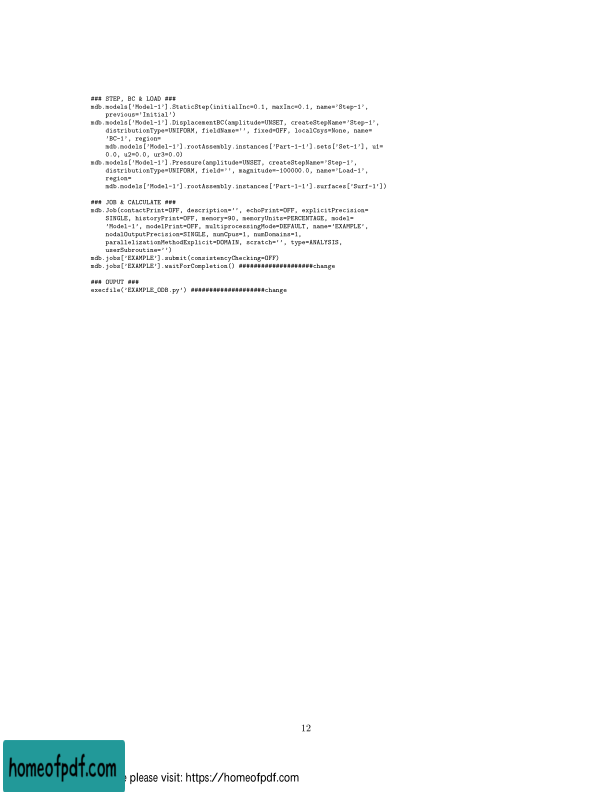 ### STEP, BC & LOAD ###
mdb.models['Model-1'].StaticStep(initialInc=0.1, maxInc=0.1, name='Step-1',
previous='Initial')
mdb.models['Model-1'].DisplacementBC(amplitude=UNSET, createStepName='Step-1',
distributionType=UNIFORM, fieldName='', fixed=OFF, localCsys=None, name=
'BC-1', region=
mdb.models['Model-1'].rootAssembly.instances['Part-1-1'].sets['Set-1'], u1=
0.0, u2=0.0, ur3=0.0)
mdb.models['Model-1'].Pressure(amplitude=UNSET, createStepName='Step-1',
distributionType=UNIFORM, field='', magnitude=-100000.0, name='Load-1',
region=
mdb.models['Model-1'].rootAssembly.instances['Part-1-1'].surfaces['Surf-1'])
### JOB & CALCULATE ###
mdb.Job(contactPrint=OFF, description='', echoPrint=OFF, explicitPrecision=
SINGLE, historyPrint=OFF, memory=90, memoryUnits=PERCENTAGE, model=
'Model-1', modelPrint=OFF, multiprocessingMode=DEFAULT, name='EXAMPLE',
nodalOutputPrecision=SINGLE, numCpus=1, numDomains=1,
parallelizationMethodExplicit=DOMAIN, scratch='', type=ANALYSIS,
userSubroutine='')
mdb.jobs['EXAMPLE'].submit(consistencyChecking=OFF)
mdb.jobs['EXAMPLE'].waitForCompletion() ####################change
### OUPUT ###
execfile('EXAMPLE_ODB.py') ####################change
12
homeofpdf.com
please visit: https://homeofpdf.com